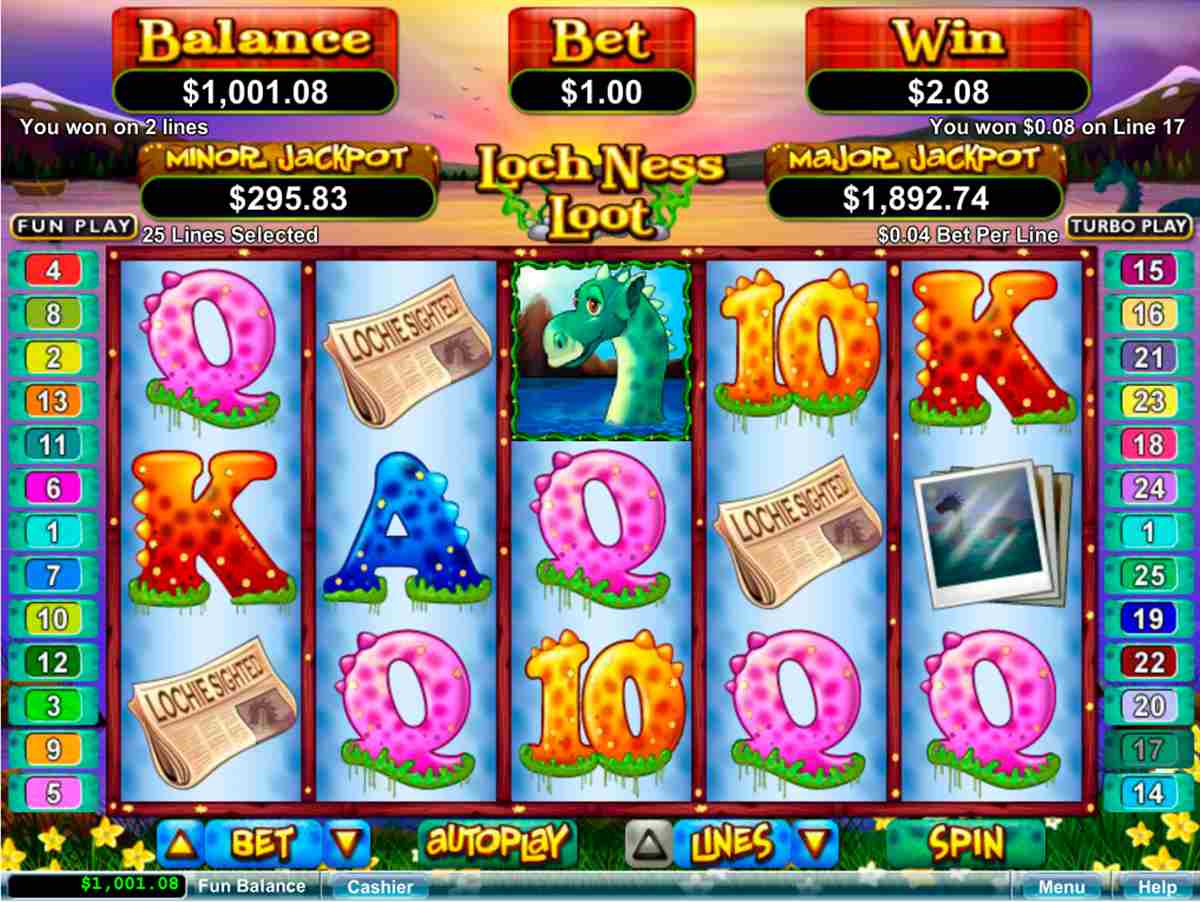 Balance
Bet
Win
$1,001.08
$1.00
$2.08
You won on 2 lines
You won $0.08 on Line 17
MINOR JACKPOT
Loch Ness
Loot
MAJOR JACKPOT
$295.83
$1,892.74
FUN PLAY
25 Lines Selected
$0.04 Bet Per Line
TURBO PLAY
4
8
2
13
11
6
1
7
10
12
3
9
5
Q
LOCHIE SIGHTED
10
K
K
A
Q
LOCHIE SIGHTED!
LOCHIE SIGHTED
Q
10
Q
Q
15
16
21
23
18
24
1
25
19
22
20
17
14
BET
AUTOPLAY
LINES
SPIN
$1,001.08
Fun Balance
Cashier
Menu
Help